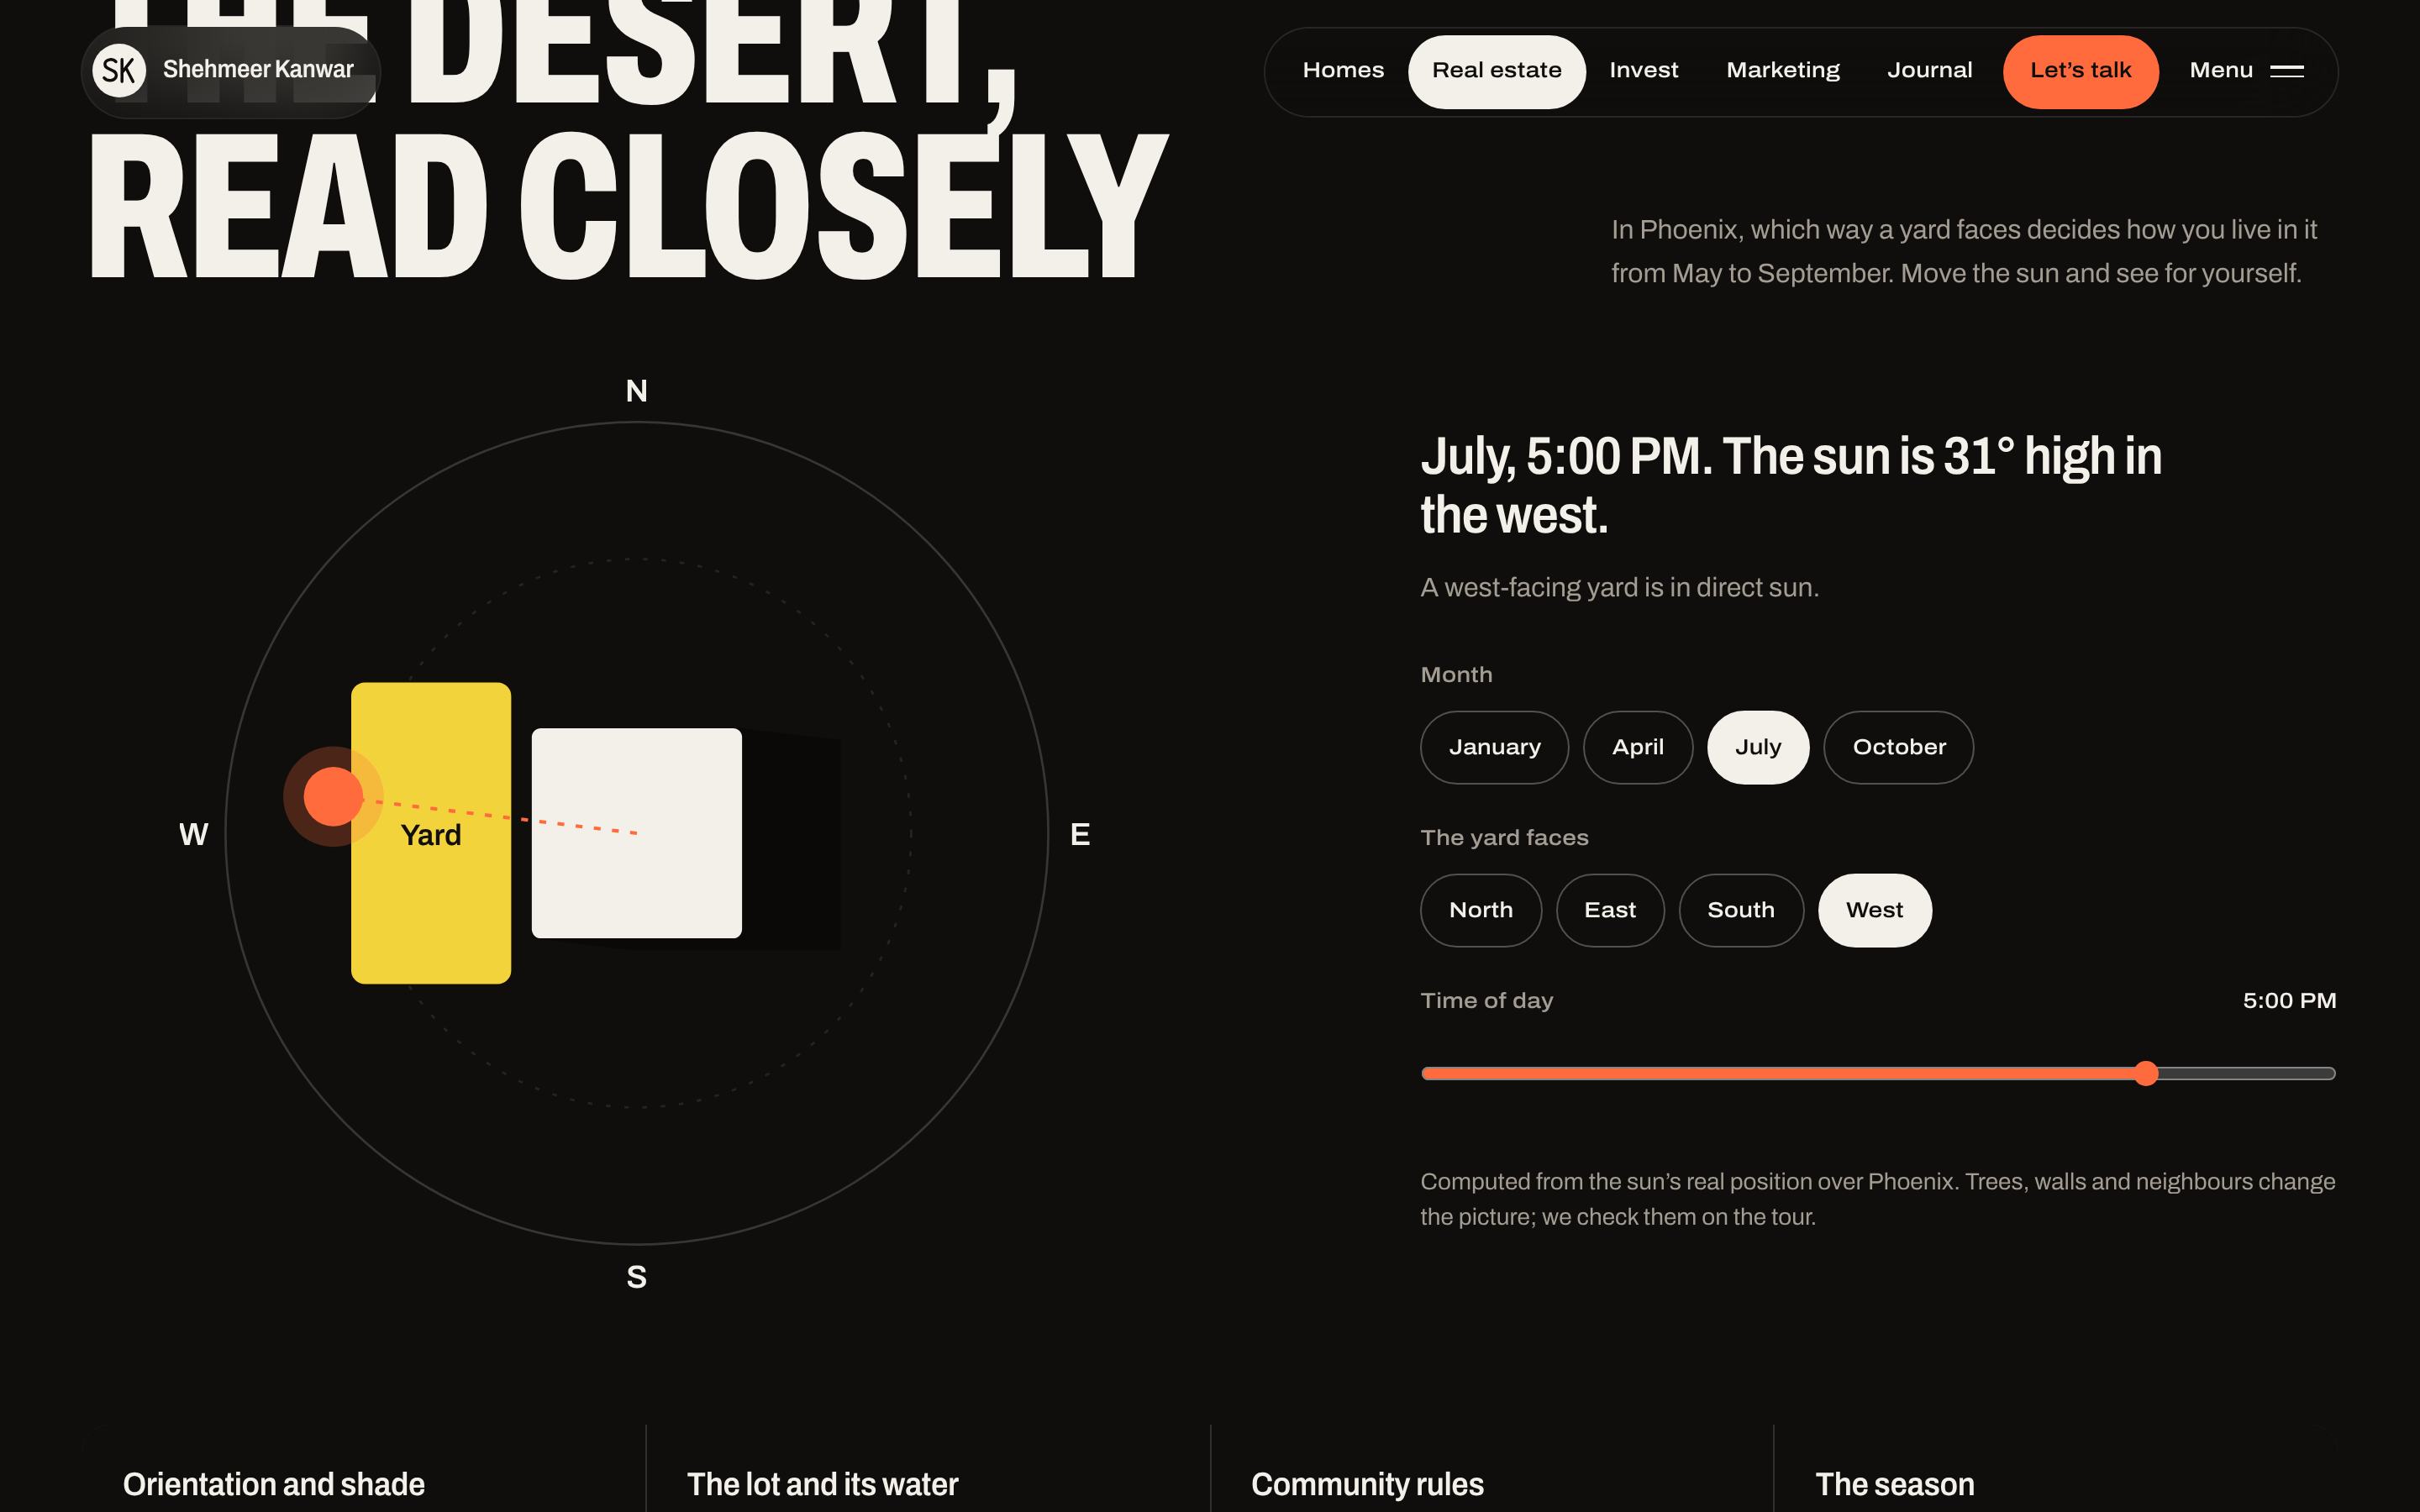 THE DESERT,
SK Shehmeer Kanwar
Homes Real estate Invest Marketing Journal Let’s talk Menu
READ CLOSELY
In Phoenix, which way a yard faces decides how you live in it
from May to September. Move the sun and see for yourself.
N
W
E
S
Yard
July, 5:00 PM. The sun is 31° high in
the west.
A west-facing yard is in direct sun.
Month
January April July October
The yard faces
North East South West
Time of day 5:00 PM
Computed from the sun’s real position over Phoenix. Trees, walls and neighbours change
the picture; we check them on the tour.
Orientation and shade
The lot and its water
Community rules
The season